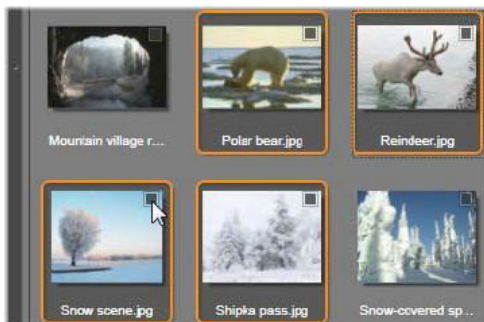 Mountain village r...
Polar bear.jpg
Reindeer.jpg
Snow scene.jpg
Shipka pass.jpg
Snow-covered sp...